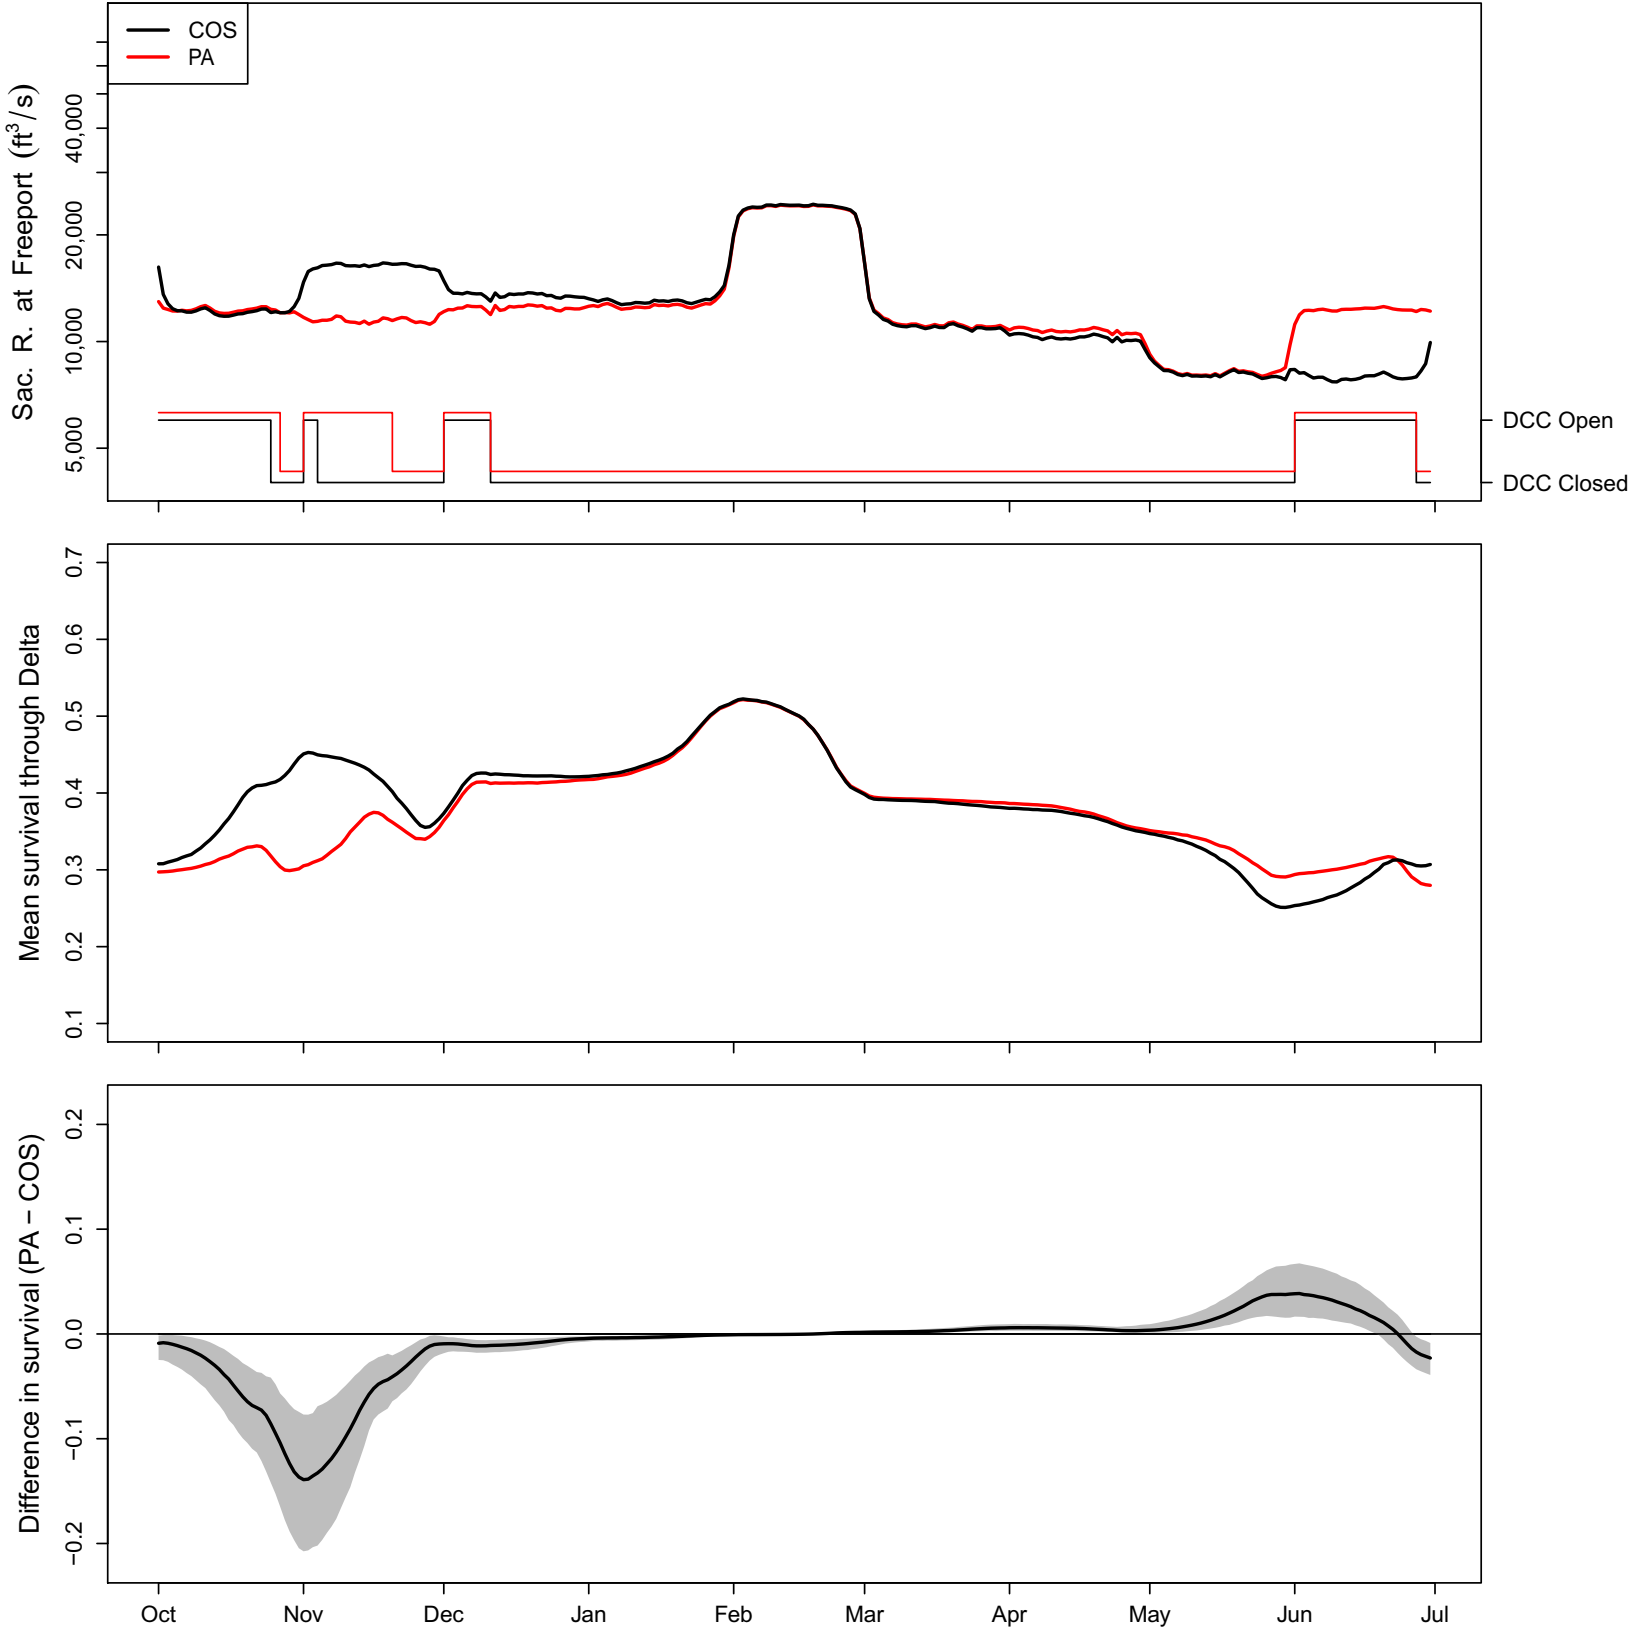 COS
PA
Sac. R. at Freeport (ft³/s)
40,000
20,000
10,000
5,000
DCC Open
DCC Closed
Mean survival through Delta
0.7
0.6
0.5
0.4
0.3
0.2
0.1
Difference in survival (PA − COS)
0.2
0.1
0.0
−0.1
−0.2
Oct Nov Dec Jan Feb Mar Apr May Jun Jul